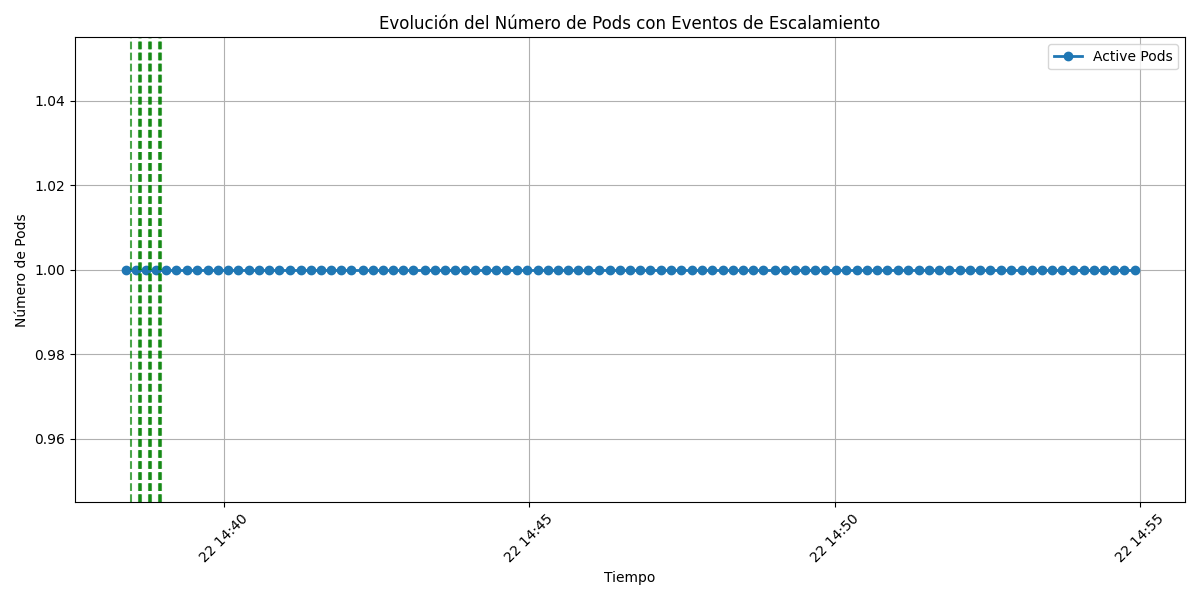 Evolución del Número de Pods con Eventos de Escalamiento
Active Pods
Número de Pods
1.04
1.02
1.00
0.98
0.96
22 14:40
22 14:45
22 14:50
22 14:55
Tiempo